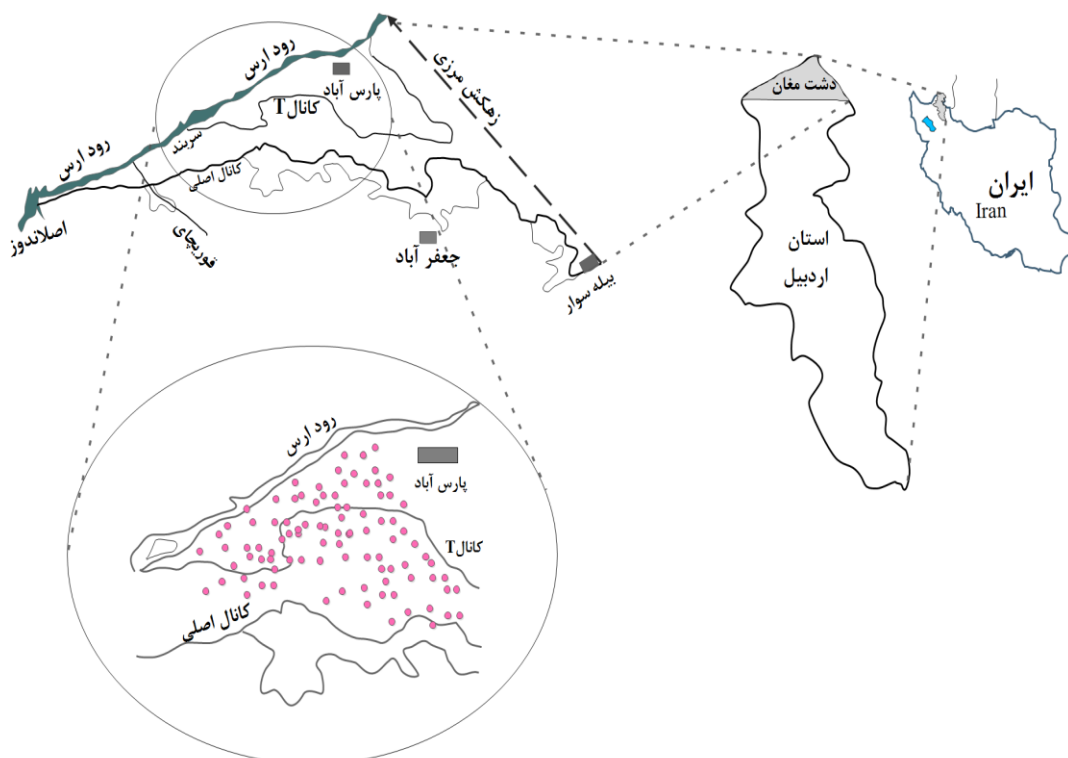 رود ارس
پارس آباد
کانال T
سربند
رود ارس
کانال اصلی
زهکش مرزی
اصلاندوز
قوریچای
جعفر آباد
بیله سوار
دشت مغان
استان
اردبیل
ایران
Iran
رود ارس
پارس آباد
کانال T
کانال اصلی